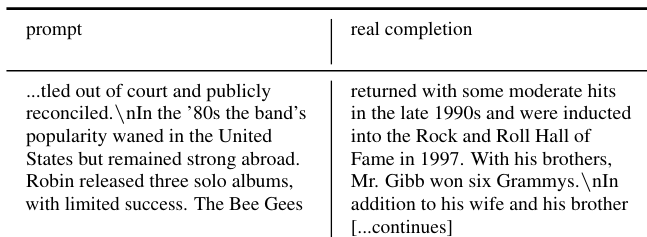 prompt
real completion
...tled out of court and publicly
reconciled.\nIn the ’80s the band’s
popularity waned in the United
States but remained strong abroad.
Robin released three solo albums,
with limited success. The Bee Gees
returned with some moderate hits
in the late 1990s and were inducted
into the Rock and Roll Hall of
Fame in 1997. With his brothers,
Mr. Gibb won six Grammys.\nIn
addition to his wife and his brother
[...continues]